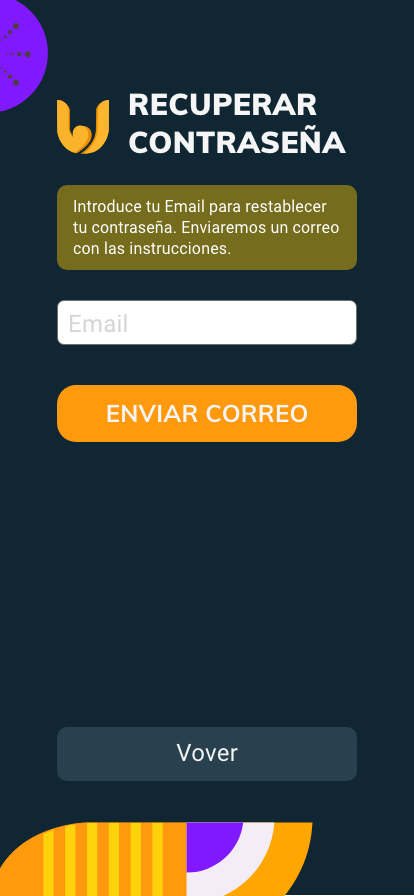 RECUPERAR
CONTRASEÑA
Introduce tu Email para restablecer
tu contraseña. Enviaremos un correo
con las instrucciones.
Email
ENVIAR CORREO
Vover